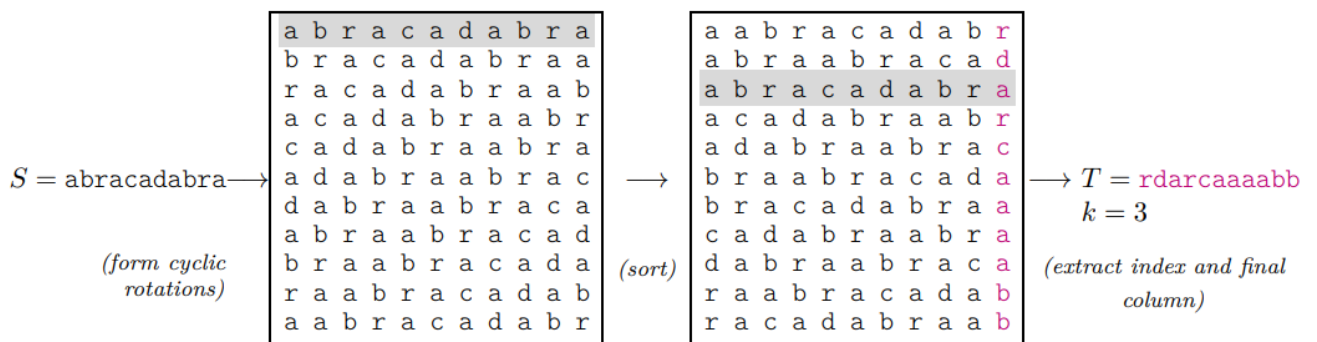 S = abracadabra
(form cyclic
rotations)
a b r a c a d a b r a
b r a c a d a b r a a
r a c a d a b r a a b
a c a d a b r a a b r
c a d a b r a a b r a
a d a b r a a b r a c
d a b r a a b r a c a
a b r a a b r a c a d
b r a a b r a c a d a
r a a b r a c a d a b
a a b r a c a d a b r
(sort)
a a b r a c a d a b r
a b r a a b r a c a d
a b r a c a d a b r a
a c a d a b r a a b r
a d a b r a a b r a c
b r a a b r a c a d a
b r a c a d a b r a a
c a d a b r a a b r a
d a b r a a b r a c a
r a a b r a c a d a b
r a c a d a b r a a b
T = rdarcaaaabb
k = 3
(extract index and final
column)